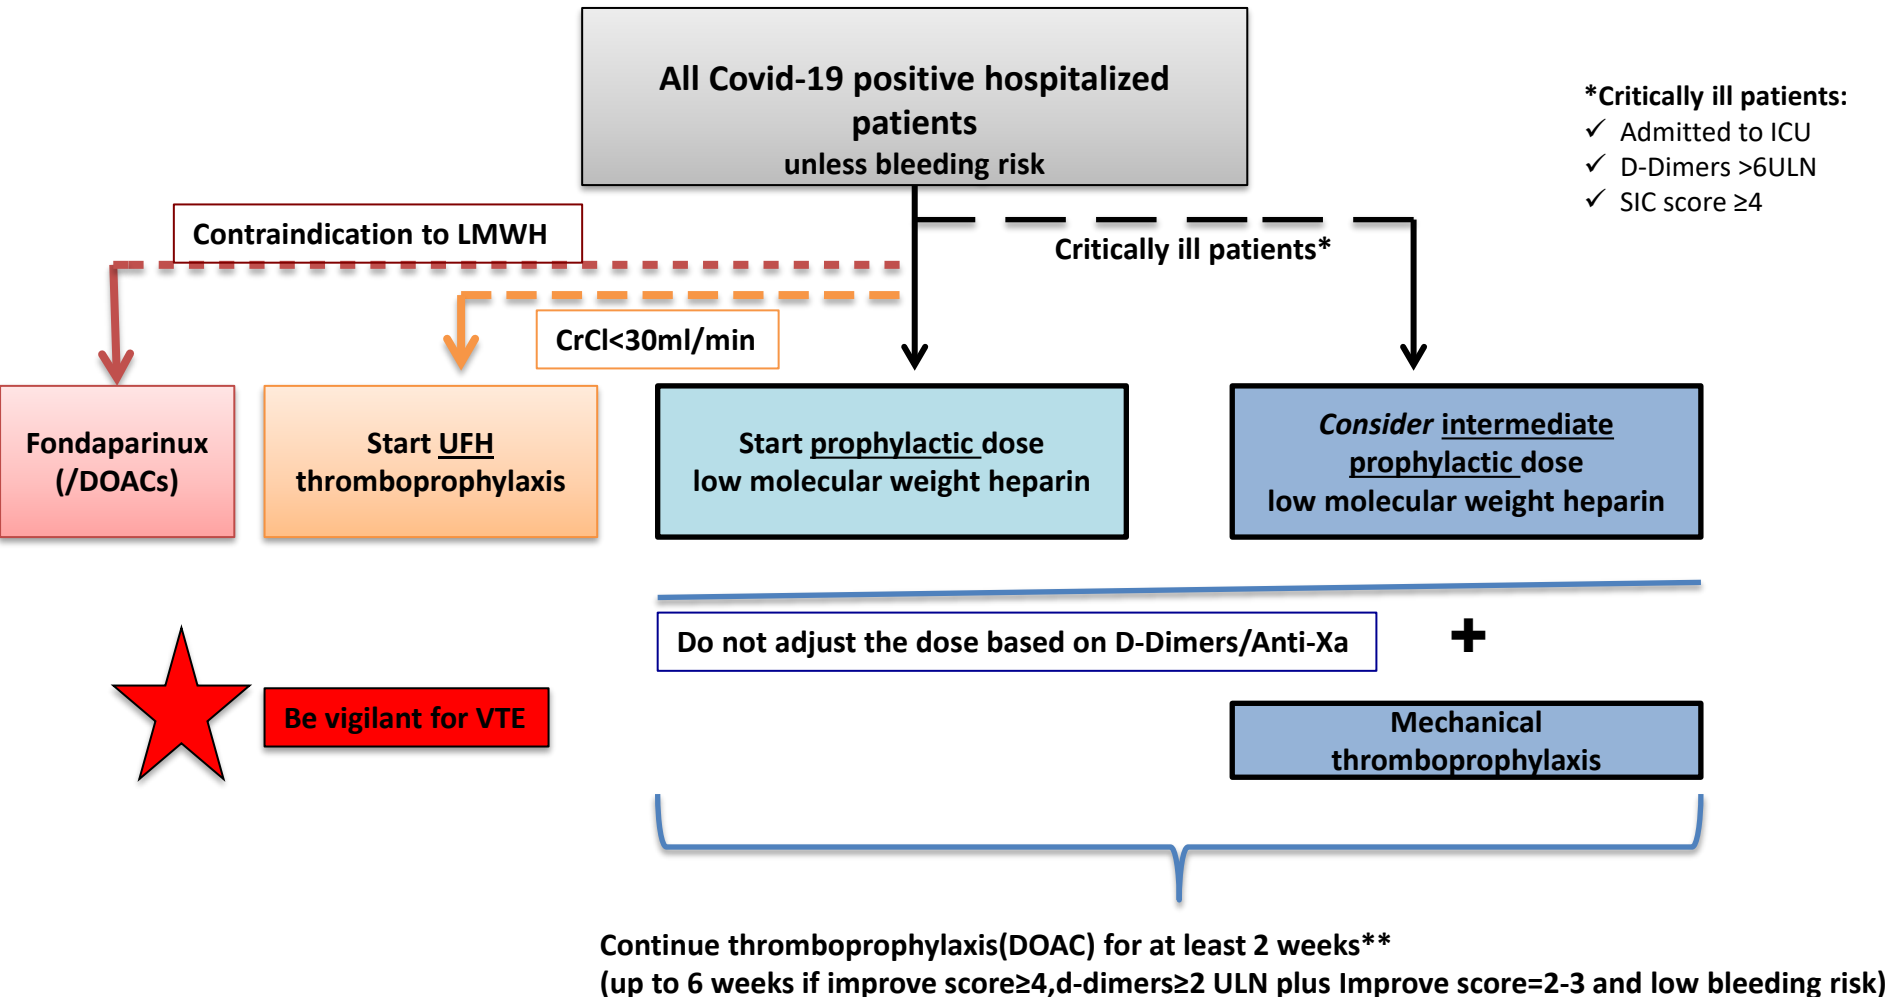 All Covid-19 positive hospitalized
patients
unless bleeding risk
*Critically ill patients:
✓ Admitted to ICU
✓ D-Dimers >6ULN
✓ SIC score ≥4
Contraindication to LMWH
Critically ill patients*
CrCl<30ml/min
Fondaparinux
(/DOACs)
Start UFH
thromboprophylaxis
Start prophylactic dose
low molecular weight heparin
Consider intermediate
prophylactic dose
low molecular weight heparin
Do not adjust the dose based on D-Dimers/Anti-Xa
+
Be vigilant for VTE
Mechanical
thromboprophylaxis
Continue thromboprophylaxis(DOAC) for at least 2 weeks**
(up to 6 weeks if improve score≥4,d-dimers≥2 ULN plus Improve score=2-3 and low bleeding risk)